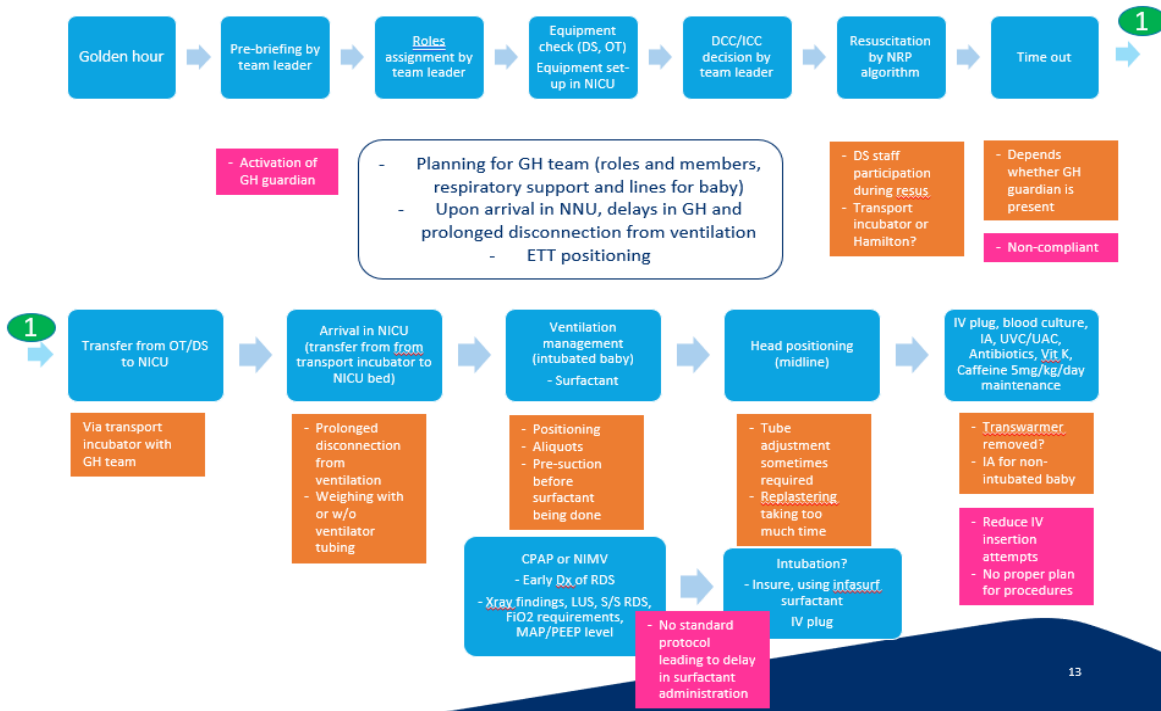 Golden hour
Pre-briefing by
team leader
Roles
assignment by
team leader
Equipment
check (DS, OT)
Equipment set-
up in NICU
DCC/ICC
decision by
team leader
Resuscitation
by NRP
algorithm
Time out
1
- Activation of
GH guardian
- Planning for GH team (roles and members,
respiratory support and lines for baby)
- Upon arrival in NNU, delays in GH and
prolonged disconnection from ventilation
- ETT positioning
- DS staff
participation
during resus
- Transport
incubator or
Hamilton?
- Depends
whether GH
guardian is
present
- Non-compliant
1
Transfer from OT/DS
to NICU
Arrival in NICU
(transfer from from
transport incubator to
NICU bed)
Ventilation
management
(intubated baby)
- Surfactant
Head positioning
(midline)
IV plug, blood culture,
IA, UVC/UAC,
Antibiotics, Vit K,
Caffeine 5mg/kg/day
maintenance
Via transport
incubator with
GH team
- Prolonged
disconnection
from
ventilation
- Weighing with
or w/o
ventilator
tubing
- Positioning
- Aliquots
- Pre-suction
before
surfactant
being done
- Tube
adjustment
sometimes
required
- Replastering
taking too
much time
- Transwarmer
removed?
- IA for non-
intubated baby
- Reduce IV
insertion
attempts
- No proper plan
for procedures
CPAP or NIMV
- Early Dx of RDS
- Xray findings, LUS, S/S RDS,
FiO2 requirements,
MAP/PEEP level
Intubation?
- Insure, using infasurf
surfactant
IV plug
- No standard
protocol
leading to delay
in surfactant
administration
13